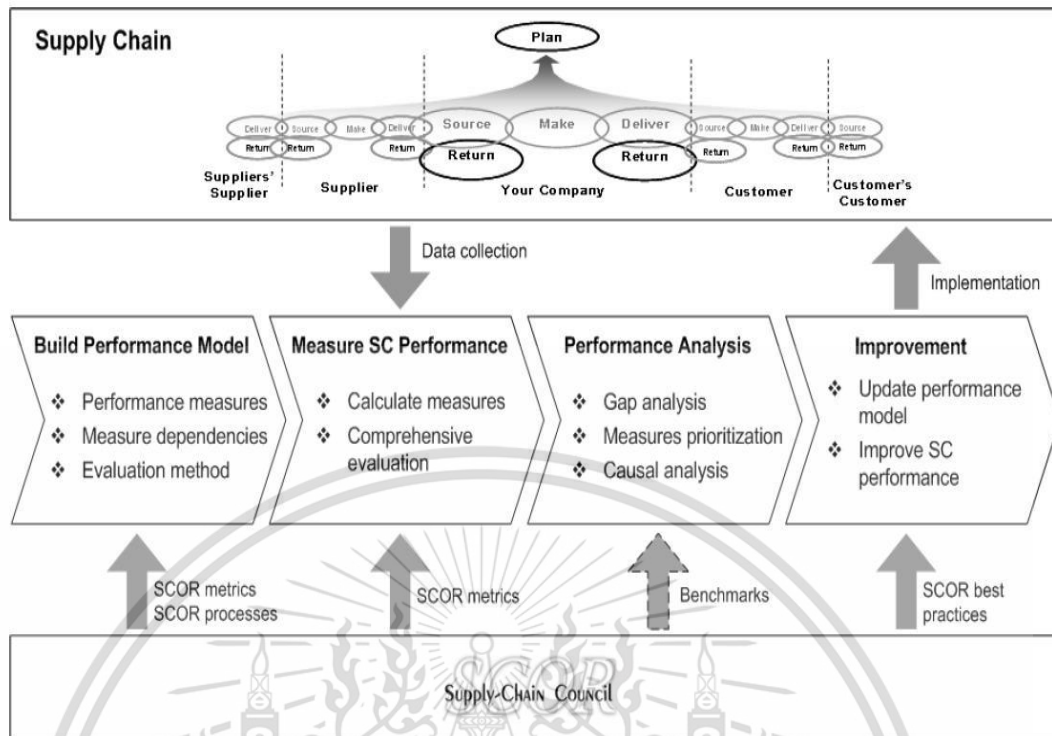 Supply Chain
Plan
Deliver Source Make Deliver Source Make Deliver Source Make Deliver Source
Return Return Return Return Return Return Return Return
Suppliers' Supplier Your Company Customer Customer's
Supplier Customer
Data collection
Implementation
Build Performance Model
❖ Performance measures
❖ Measure dependencies
❖ Evaluation method
Measure SC Performance
❖ Calculate measures
❖ Comprehensive
evaluation
Performance Analysis
❖ Gap analysis
❖ Measures prioritization
❖ Causal analysis
Improvement
❖ Update performance
model
❖ Improve SC
performance
SCOR metrics
SCOR processes
SCOR metrics
Benchmarks
SCOR best
practices
SCOR
Supply-Chain Council